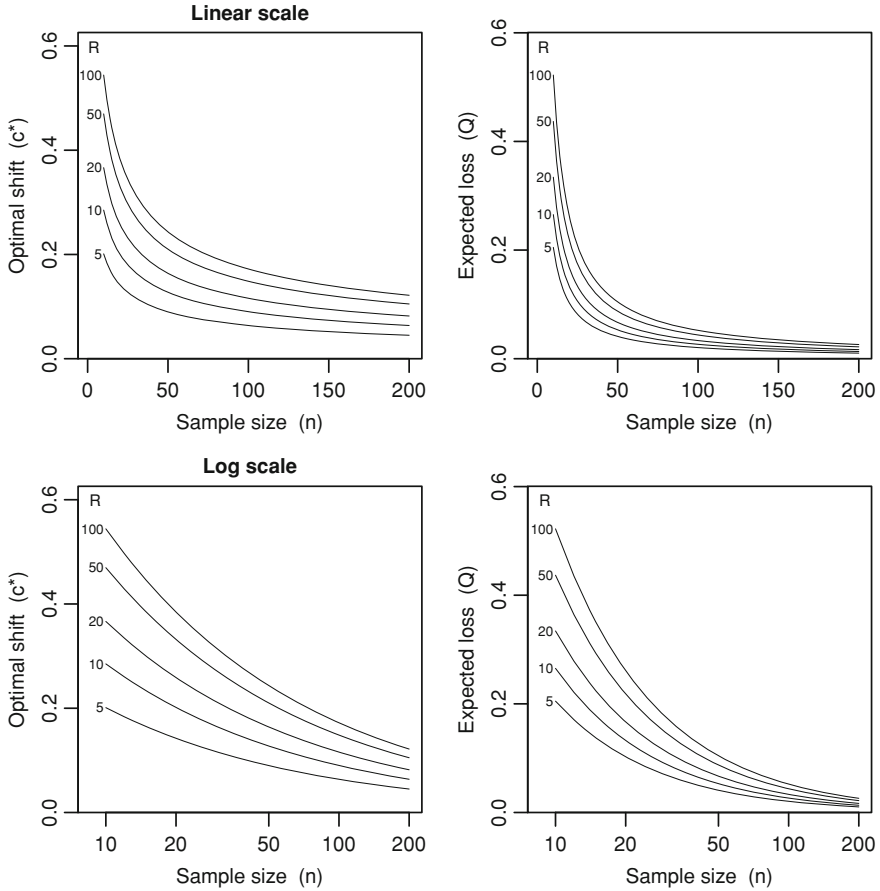 Linear scale
Optimal shift (c*)
0.0 0.2 0.4 0.6
R
100
50
20
10
5
0 50 100 150 200
Sample size (n)
Expected loss (Q)
0.0 0.2 0.4 0.6
R
100
50
20
10
5
0 50 100 150 200
Sample size (n)
Log scale
Optimal shift (c*)
0.0 0.2 0.4 0.6
R
100
50
20
10
5
10 20 50 100 200
Sample size (n)
Expected loss (Q)
0.0 0.2 0.4 0.6
R
100
50
20
10
5
10 20 50 100 200
Sample size (n)